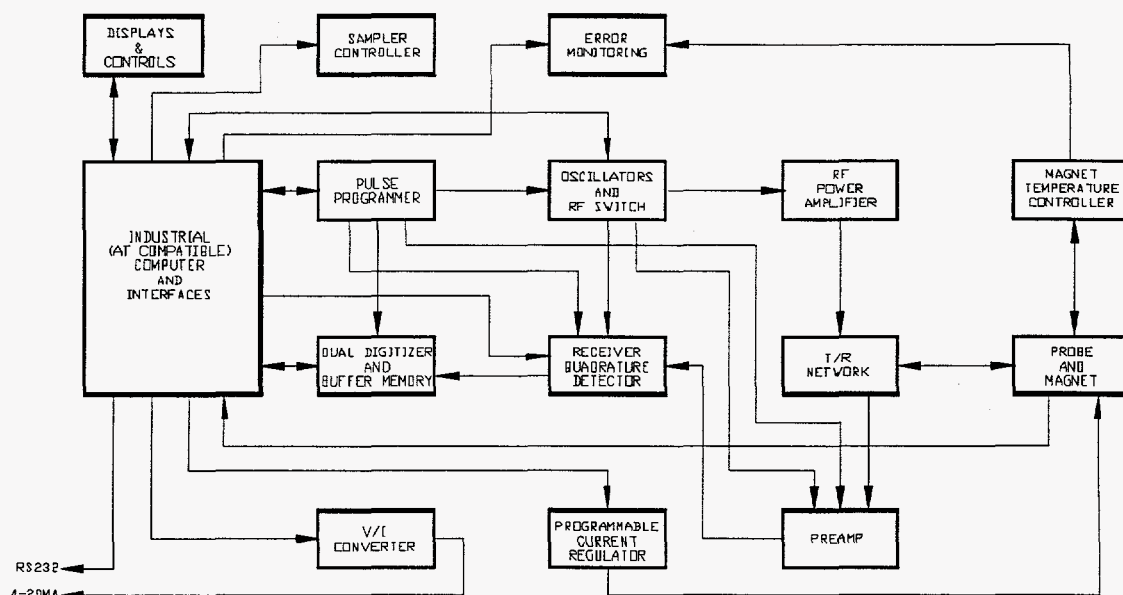 DISPLAYS
&
CONTROLS
SAMPLER
CONTROLLER
ERROR
MONITORING
INDUSTRIAL
(AT COMPATIBLE)
COMPUTER
AND
INTERFACES
PULSE
PROGRAMMER
OSCILLATORS
AND
RF SWITCH
RF
POWER
AMPLIFIER
MAGNET
TEMPERATURE
CONTROLLER
DUAL DIGITIZER
AND
BUFFER MEMORY
RECEIVER
QUADRATURE
DETECTOR
T/R
NETWORK
PROBE
AND
MAGNET
V/I
CONVERTER
PROGRAMMABLE
CURRENT
REGULATOR
PREAMP
RS232
4-20MA